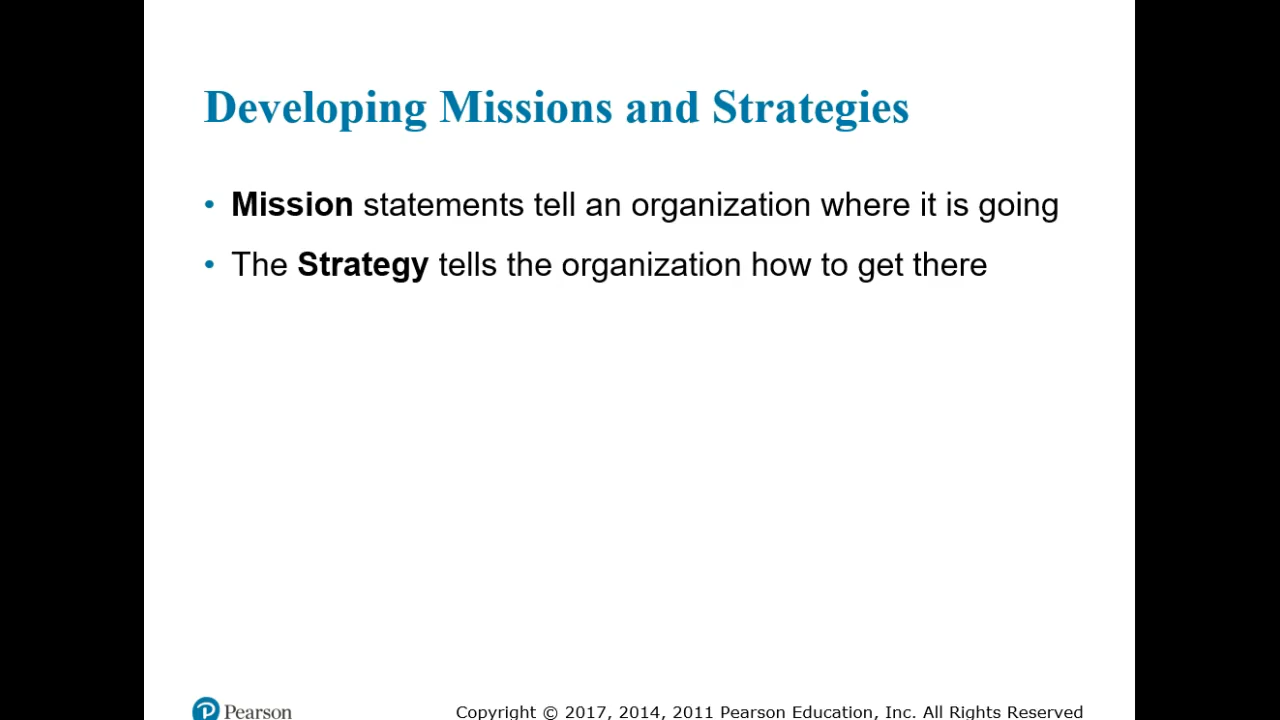 Developing Missions and Strategies
• Mission statements tell an organization where it is going
• The Strategy tells the organization how to get there
Pearson
Copyright © 2017, 2014, 2011 Pearson Education, Inc. All Rights Reserved